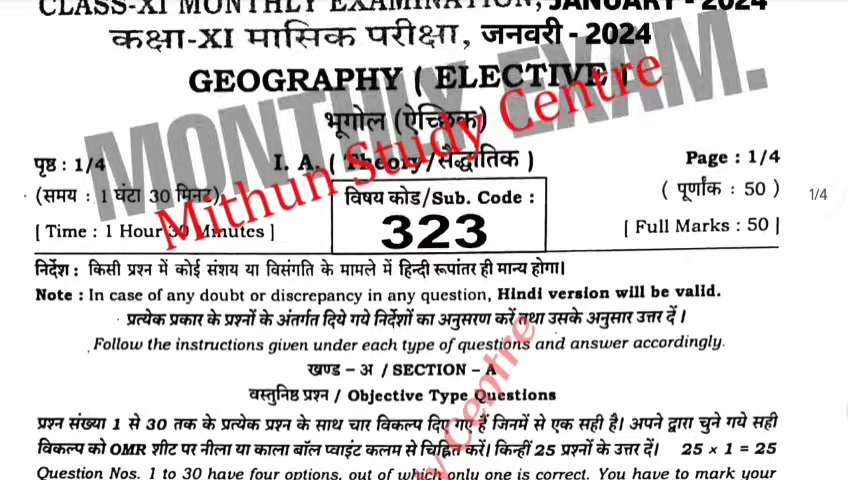 CLASS-XI MONTHLY EXAMINATION, JANUARY - 2024
कक्षा-XI मासिक परीक्षा, जनवरी - 2024
GEOGRAPHY ( ELECTIVE )
भूगोल (ऐच्छिक)
MONTHLY EXAM.
Mithun Study Centre
पृष्ठ : 1/4
I. A. ( Theory/सैद्धांतिक )
Page : 1/4
(समय : 1 घंटा 30 मिनट)
विषय कोड/Sub. Code :
( पूर्णांक : 50 )
1/4
[ Time : 1 Hour 30 Minutes ]
323
[ Full Marks : 50 ]
निर्देश : किसी प्रश्न में कोई संशय या विसंगति के मामले में हिन्दी रूपांतर ही मान्य होगा।
Note : In case of any doubt or discrepancy in any question, Hindi version will be valid.
प्रत्येक प्रकार के प्रश्नों के अंतर्गत दिये गये निर्देशों का अनुसरण करें तथा उसके अनुसार उत्तर दें ।
Follow the instructions given under each type of questions and answer accordingly.
खण्ड – अ / SECTION – A
वस्तुनिष्ठ प्रश्न / Objective Type Questions
प्रश्न संख्या 1 से 30 तक के प्रत्येक प्रश्न के साथ चार विकल्प दिए गए हैं जिनमें से एक सही है। अपने द्वारा चुने गये सही
विकल्प को OMR शीट पर नीला या काला बॉल प्वाइंट कलम से चिह्नित करें। किन्हीं 25 प्रश्नों के उत्तर दें। 25 × 1 = 25
Question Nos. 1 to 30 have four options, out of which only one is correct. You have to mark your
y Centre